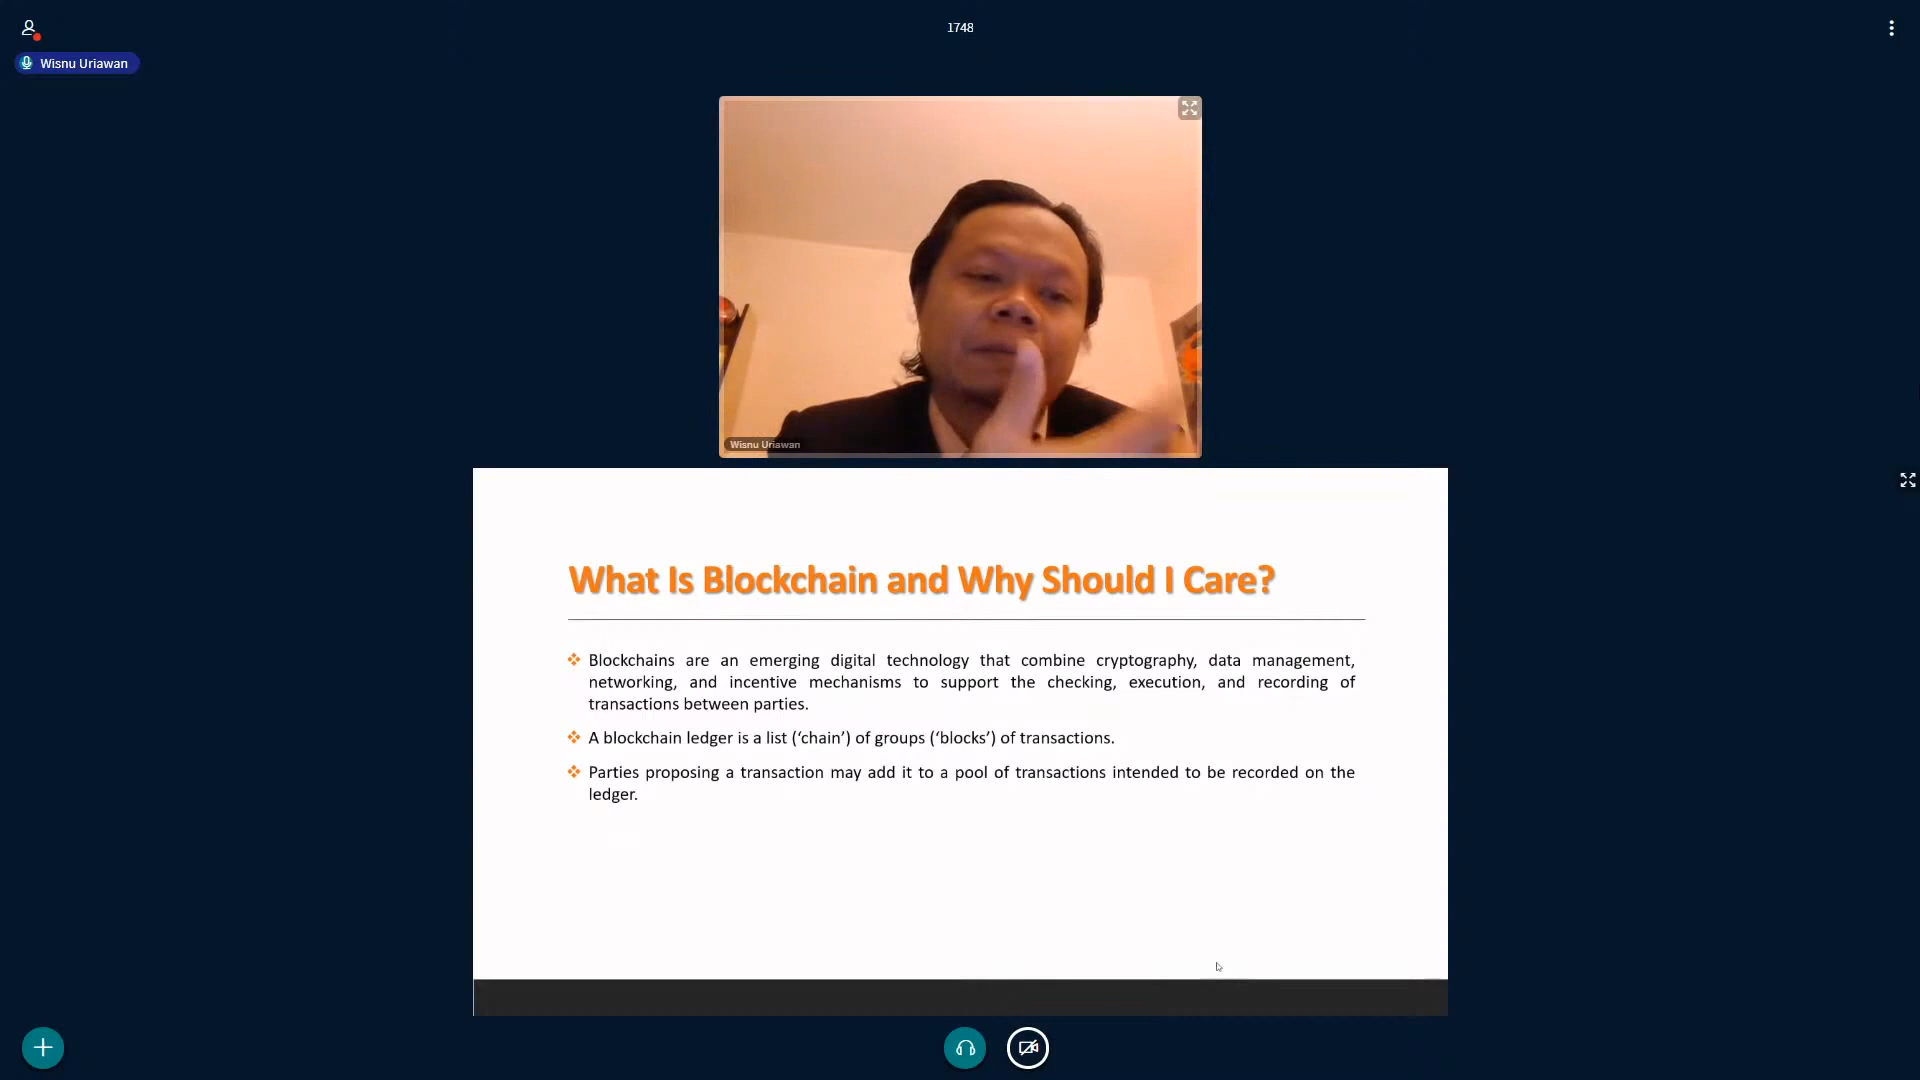 1748
Wisnu Uriawan
Wisnu Uriawan
What Is Blockchain and Why Should I Care?
Blockchains are an emerging digital technology that combine cryptography, data management,
networking, and incentive mechanisms to support the checking, execution, and recording of
transactions between parties.
A blockchain ledger is a list (‘chain’) of groups (‘blocks’) of transactions.
Parties proposing a transaction may add it to a pool of transactions intended to be recorded on the
ledger.